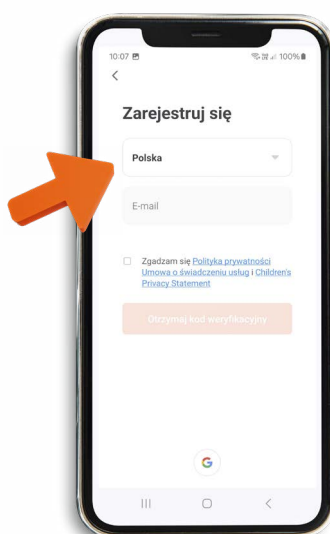 10:07
100%
Zarejestruj się
Polska
E-mail
Zgadzam się Polityka prywatności
Umowa o świadczeniu usług i Children's
Privacy Statement
Otrzymaj kod weryfikacyjny
G